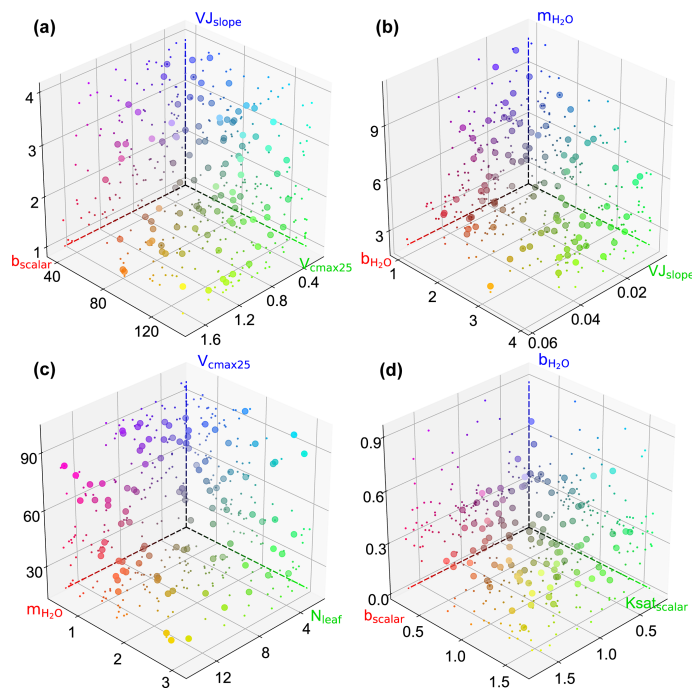 (a)
VJslope
4
3
2
1
bscalar
40
80
120
Vcmax25
0.4
0.8
1.2
1.6
(b)
mH2O
9
6
3
bH2O
1
2
3
4
VJslope
0.02
0.04
0.06
(c)
Vcmax25
90
60
30
mH2O
1
2
3
Nleaf
4
8
12
(d)
bH2O
0.9
0.6
0.3
0.0
bscalar
0.5
1.0
1.5
Ksatscalar
0.5
1.0
1.5